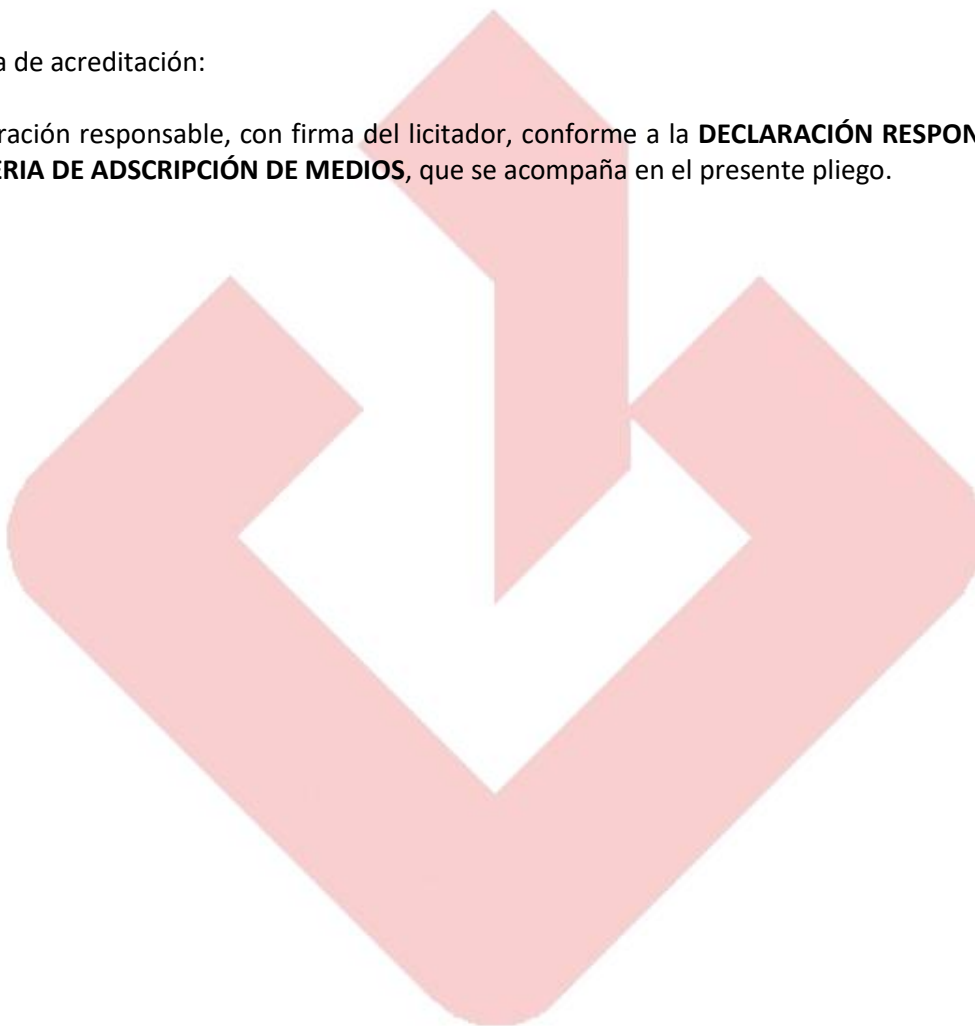 a de acreditación:
ración responsable, con firma del licitador, conforme a la DECLARACIÓN RESPON
ERIA DE ADSCRIPCIÓN DE MEDIOS, que se acompaña en el presente pliego.